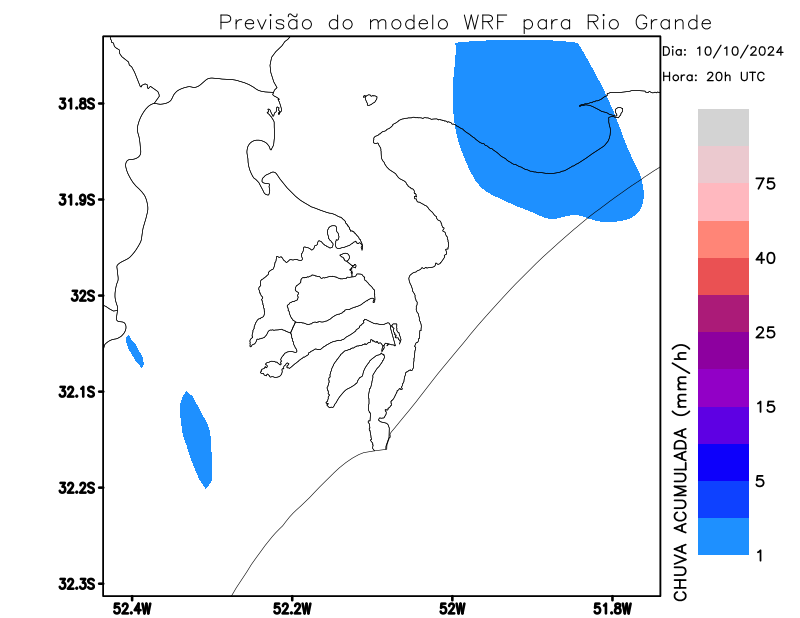 Previsão do modelo WRF para Rio Grande
Dia: 10/10/2024
Hora: 20h UTC
31.8S
31.9S
32S
32.1S
32.2S
32.3S
52.4W
52.2W
52W
51.8W
75
40
25
15
5
1
CHUVA ACUMULADA (mm/h)